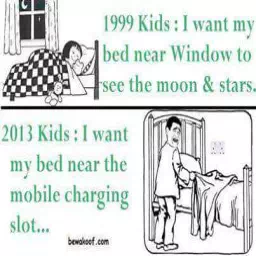 1999 Kids : I want my
bed near Window to
see the moon & stars.
2013 Kids : I want
my bed near the
mobile charging
slot...
bewakoof.com